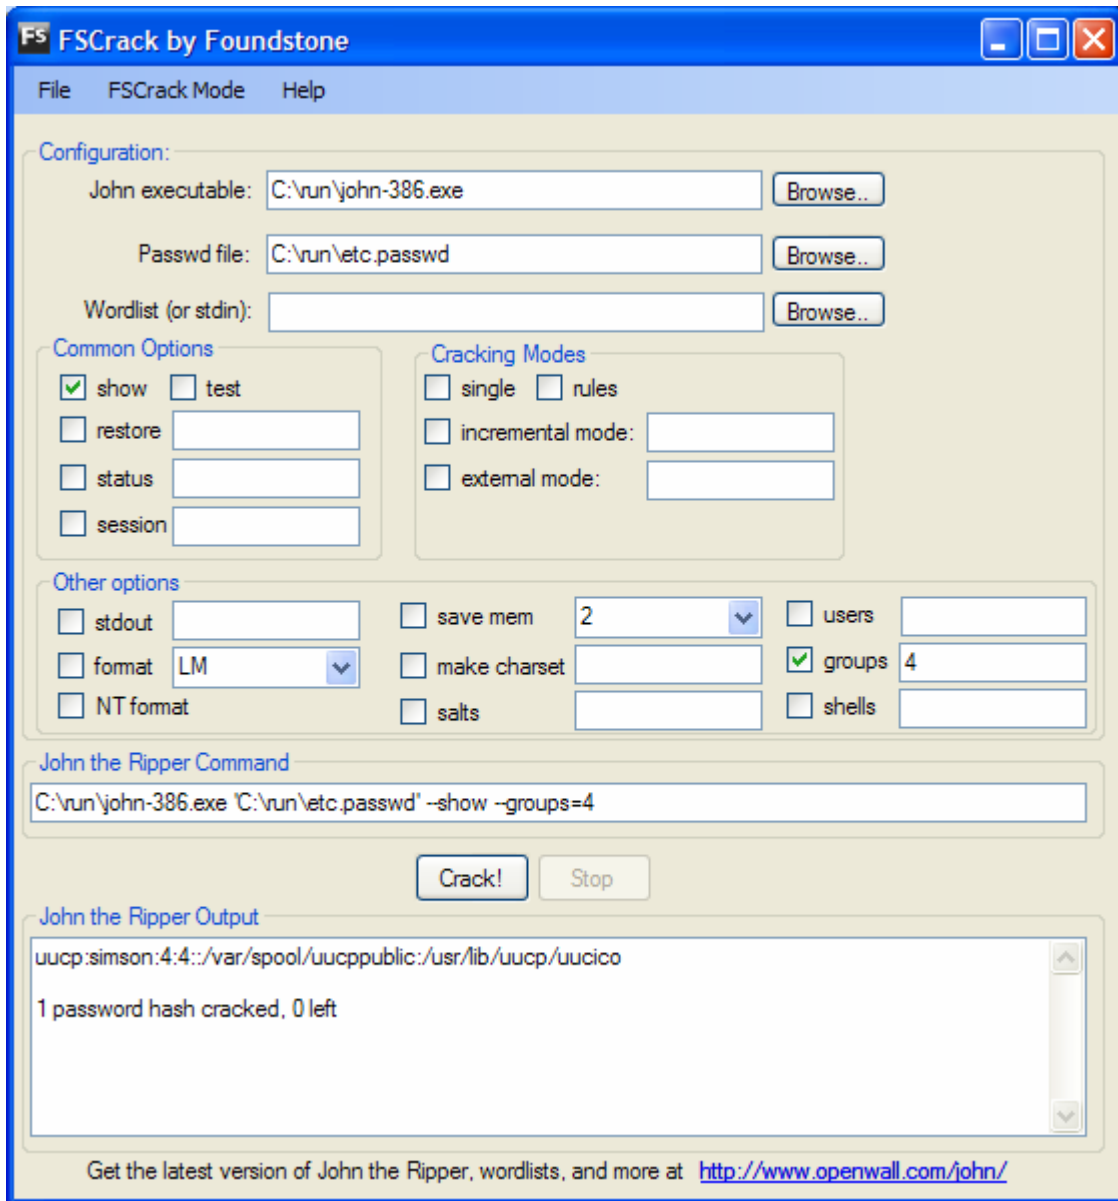 FS FSCrack by Foundstone
File FSCrack Mode Help
Configuration:
John executable: C:\run\john-386.exe Browse..
Passwd file: C:\run\etc.passwd Browse..
Wordlist (or stdin): Browse..
Common Options
show test
restore
status
session
Cracking Modes
single rules
incremental mode:
external mode:
Other options
stdout save mem 2 users
format LM make charset groups 4
NT format salts shells
John the Ripper Command
C:\run\john-386.exe "C:\run\etc.passwd" --show --groups=4
Crack! Stop
John the Ripper Output
uucp:simson:4:4::/var/spool/uucppublic:/usr/lib/uucp/uucico
1 password hash cracked, 0 left
Get the latest version of John the Ripper, wordlists, and more at http://www.openwall.com/john/